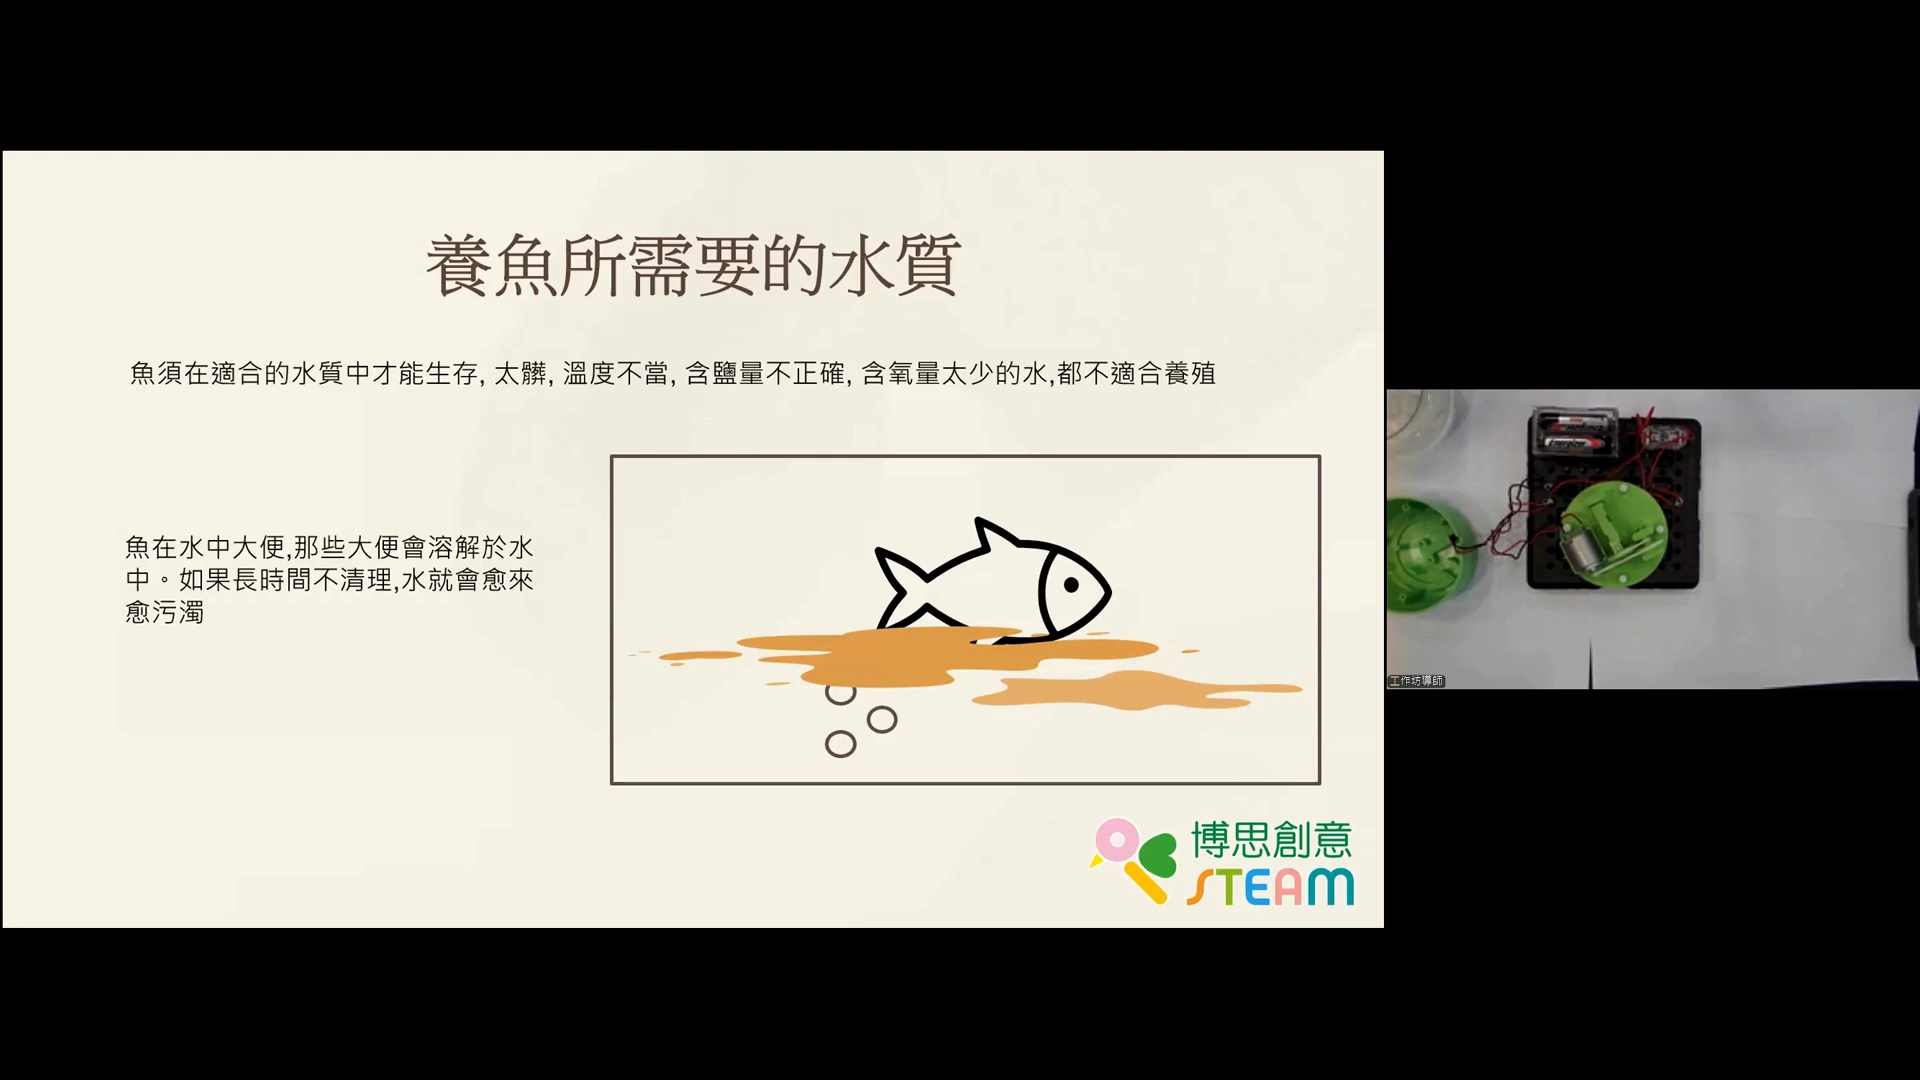 養魚所需要的水質
魚須在適合的水質中才能生存, 太髒, 溫度不當, 含鹽量不正確, 含氧量太少的水,都不適合養殖
魚在水中大便,那些大便會溶解於水
中。如果長時間不清理,水就會愈來
愈污濁
博思創意
STEAM
工作坊導師